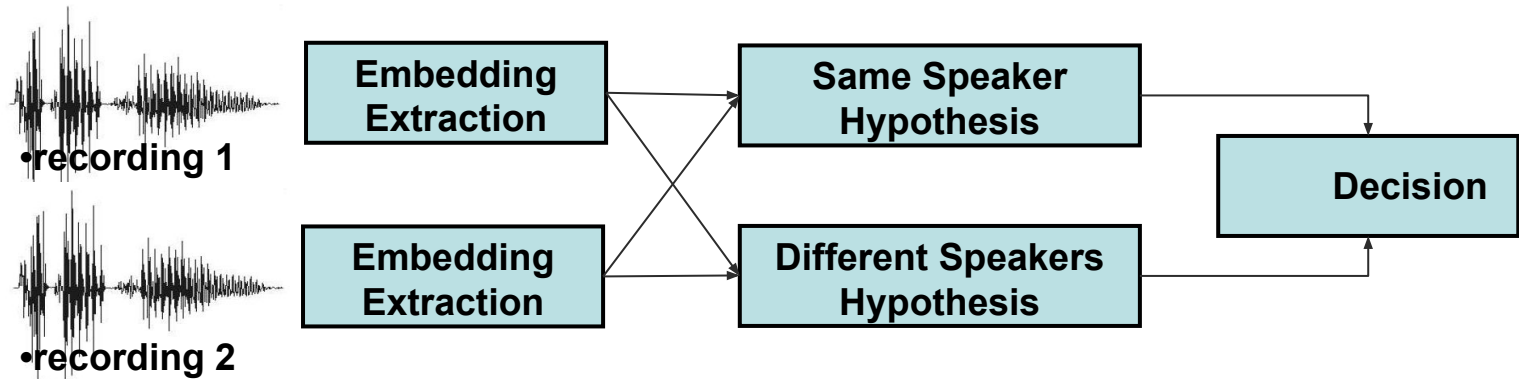 Embedding
Extraction
Same Speaker
Hypothesis
•recording 1
Decision
Embedding
Extraction
Different Speakers
Hypothesis
•recording 2